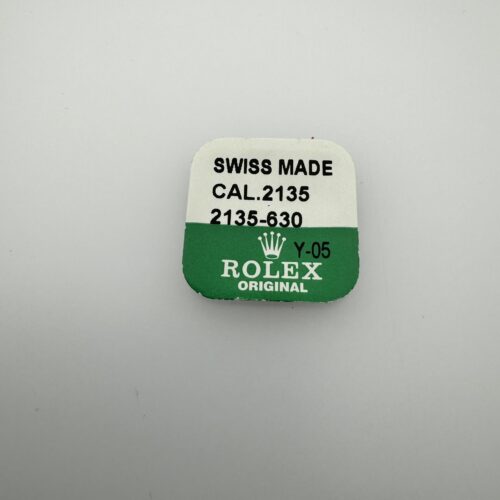 SWISS MADE
CAL.2135
2135-630
Y-05
ROLEX
ORIGINAL